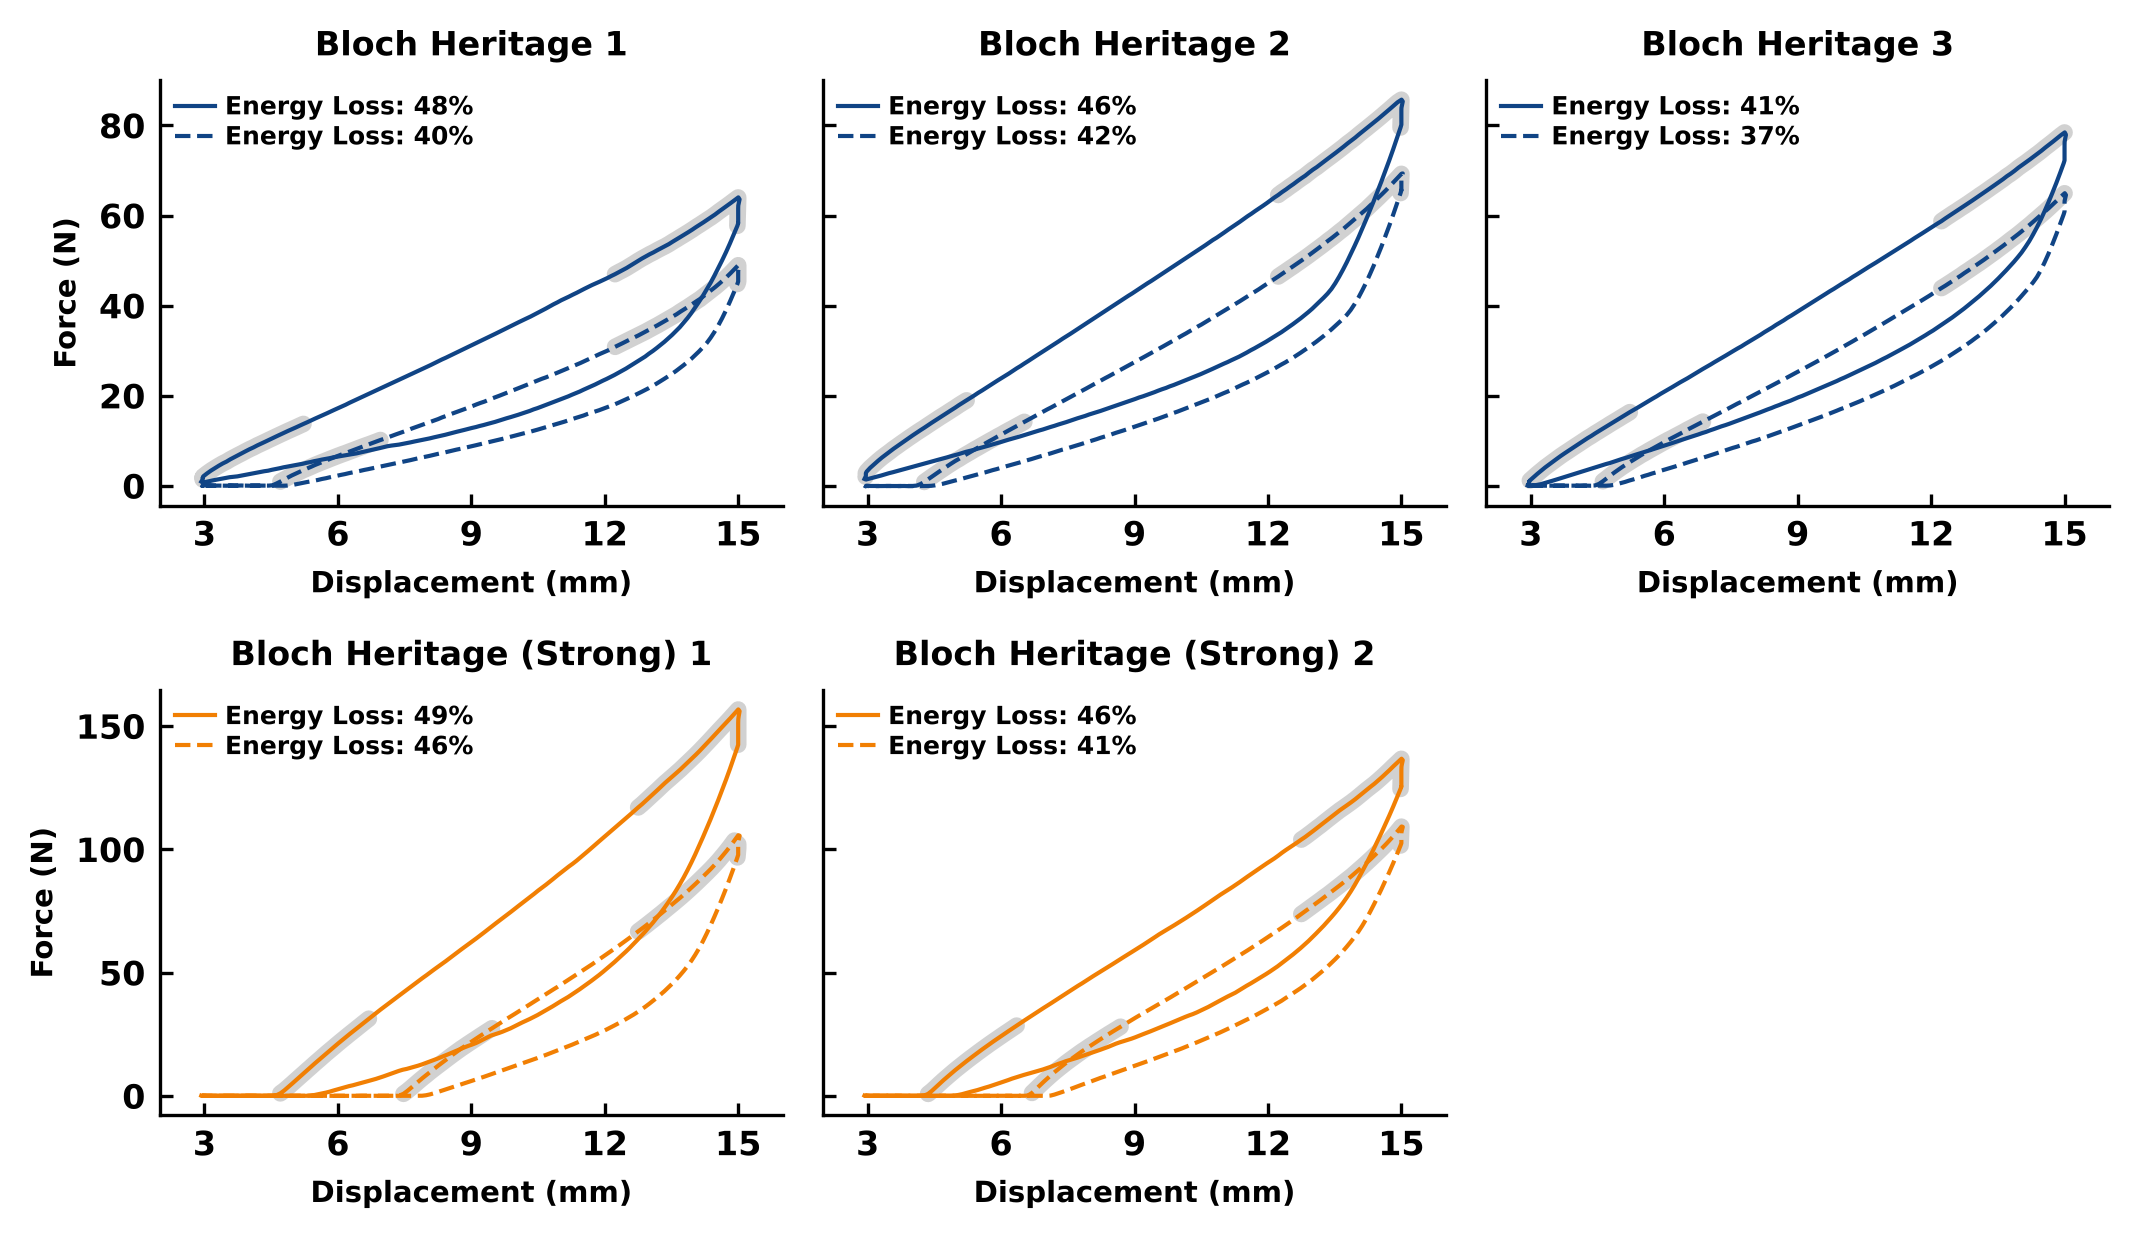 Bloch Heritage 1
Energy Loss: 48%
Energy Loss: 40%
80
60
40
20
0
Force (N)
3 6 9 12 15
Displacement (mm)
Bloch Heritage 2
Energy Loss: 46%
Energy Loss: 42%
3 6 9 12 15
Displacement (mm)
Bloch Heritage 3
Energy Loss: 41%
Energy Loss: 37%
3 6 9 12 15
Displacement (mm)
Bloch Heritage (Strong) 1
Energy Loss: 49%
Energy Loss: 46%
150
100
50
0
Force (N)
3 6 9 12 15
Displacement (mm)
Bloch Heritage (Strong) 2
Energy Loss: 46%
Energy Loss: 41%
3 6 9 12 15
Displacement (mm)